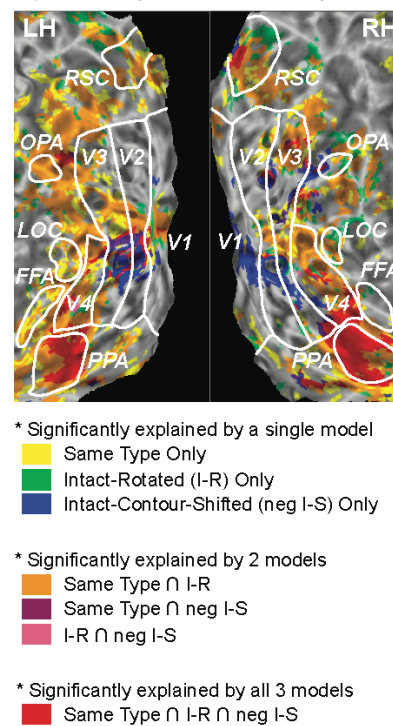 LH RH
RSC RSC
OPA V3 V2 V2 V3 OPA
LOC V1 V1 LOC
FFA V4 V4 FFA
PPA PPA
* Significantly explained by a single model
Same Type Only
Intact-Rotated (I-R) Only
Intact-Contour-Shifted (neg I-S) Only
* Significantly explained by 2 models
Same Type ∩ I-R
Same Type ∩ neg I-S
I-R ∩ neg I-S
* Significantly explained by all 3 models
Same Type ∩ I-R ∩ neg I-S